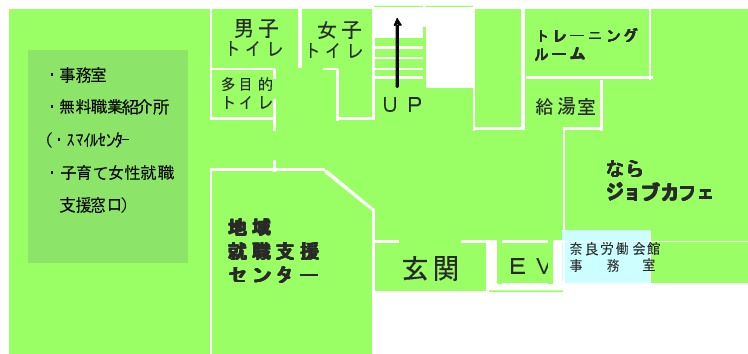 男子
トイレ
女子
トイレ
トレーニング
ルーム
・事務室
・無料職業紹介所
(・スマイルセンター
・子育て女性就職
支援窓口)
多目的
トイレ
UP
給湯室
なら
ジョブカフェ
地域
就職支援
センター
玄関
EV
奈良労働会館
事務室